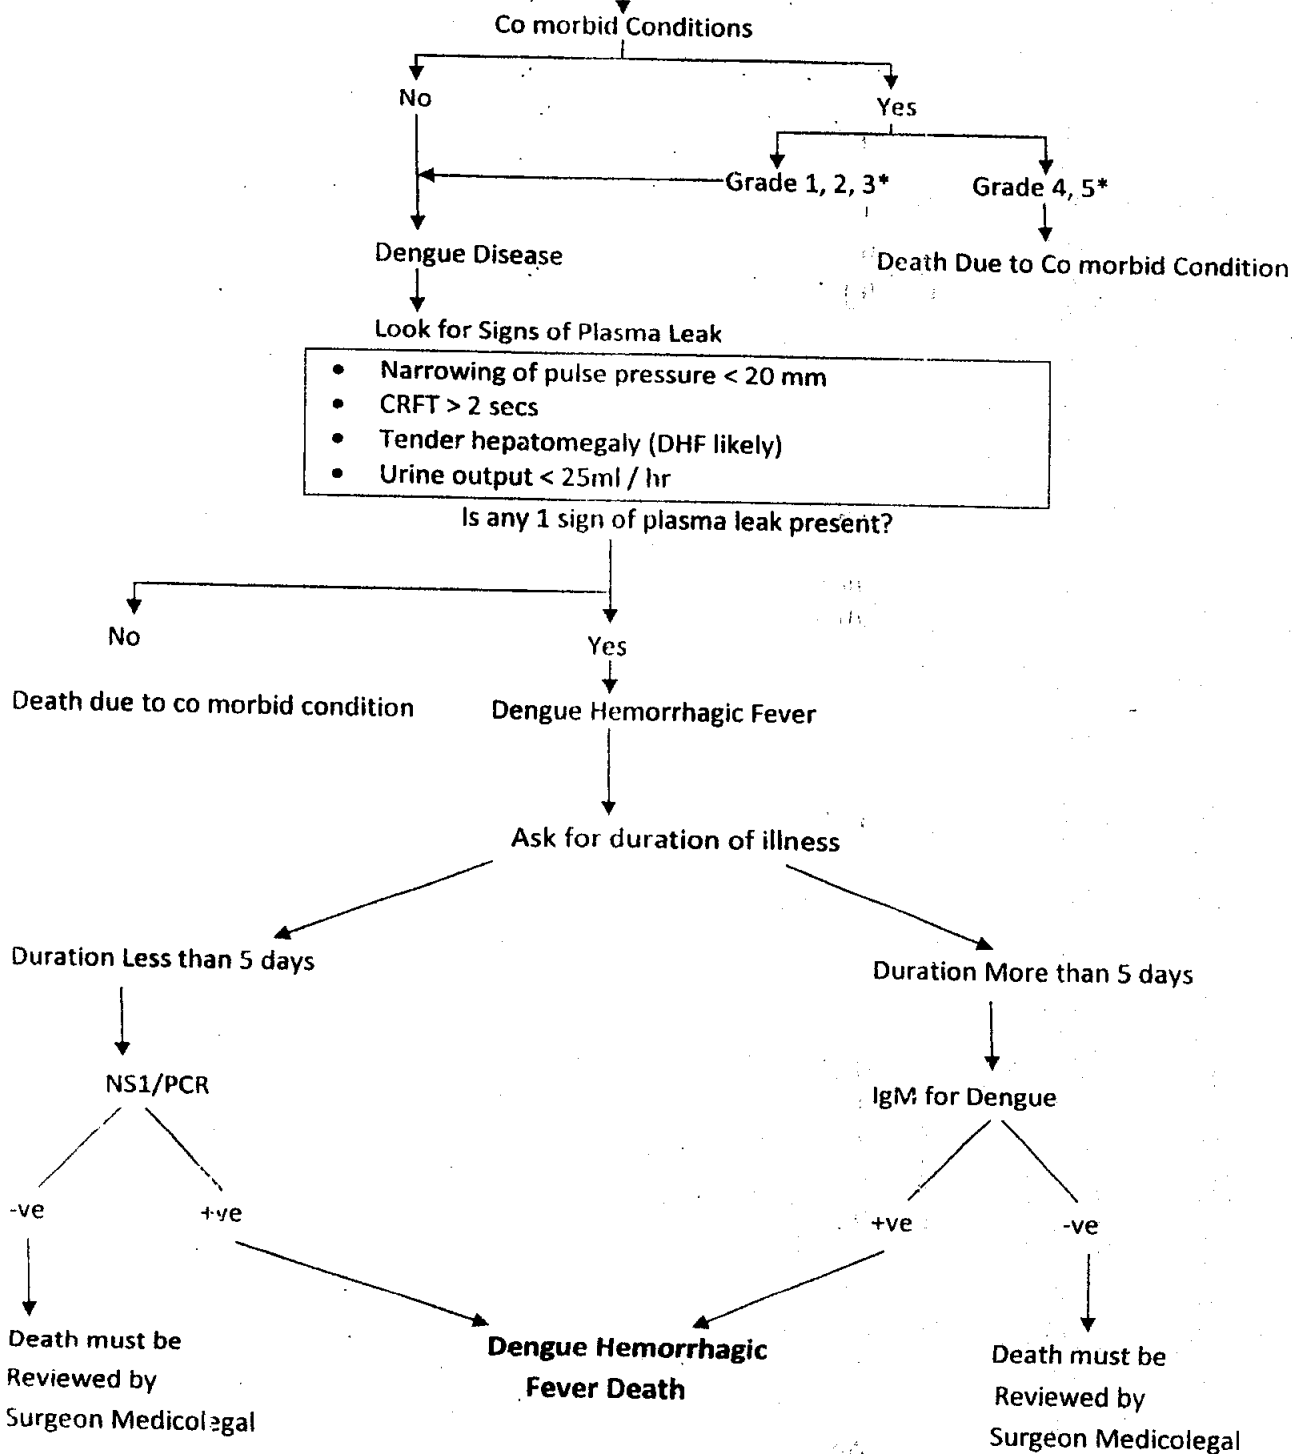 Co morbid Conditions
No
Yes
Grade 1, 2, 3*
Grade 4, 5*
Dengue Disease
Death Due to Co morbid Condition
Look for Signs of Plasma Leak
• Narrowing of pulse pressure < 20 mm
• CRFT > 2 secs
• Tender hepatomegaly (DHF likely)
• Urine output < 25ml / hr
Is any 1 sign of plasma leak present?
No
Yes
Death due to co morbid condition
Dengue Hemorrhagic Fever
Ask for duration of illness
Duration Less than 5 days
Duration More than 5 days
NS1/PCR
IgM for Dengue
-ve
+ve
+ve
-ve
Death must be
Reviewed by
Surgeon Medicolegal
Dengue Hemorrhagic
Fever Death
Death must be
Reviewed by
Surgeon Medicolegal